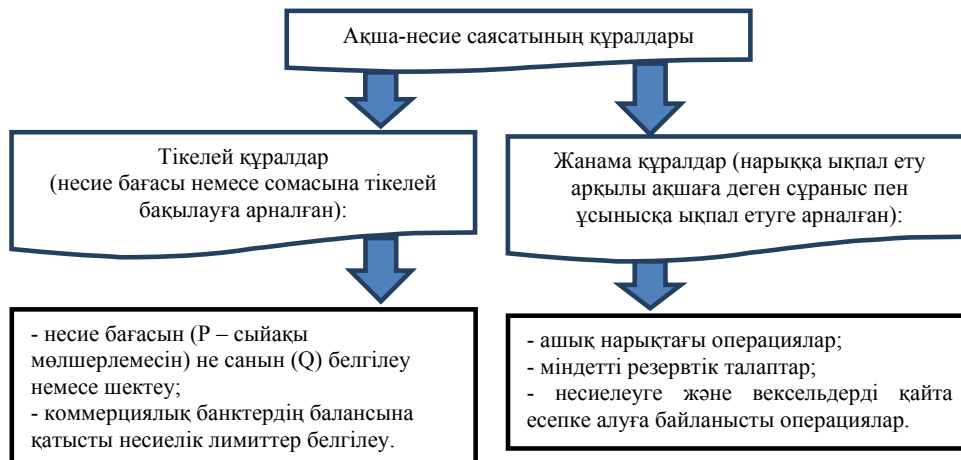 Ақша-несие саясатының құралдары
Тікелей құралдар
(несие бағасы немесе сомасына тікелей
бақылауға арналған):
Жанама құралдар (нарыққа ықпал ету
арқылы ақшаға деген сұраныс пен
ұсынысқа ықпал етуге арналған):
- несие бағасын (Р – сыйақы
мөлшерлемесін) не санын (Q) белгілеу
немесе шектеу;
- коммерциялық банктердің балансына
қатысты несиелік лимиттер белгілеу.
- ашық нарықтағы операциялар;
- міндетті резервтік талаптар;
- несиелеуге және вексельдерді қайта
есепке алуға байланысты операциялар.